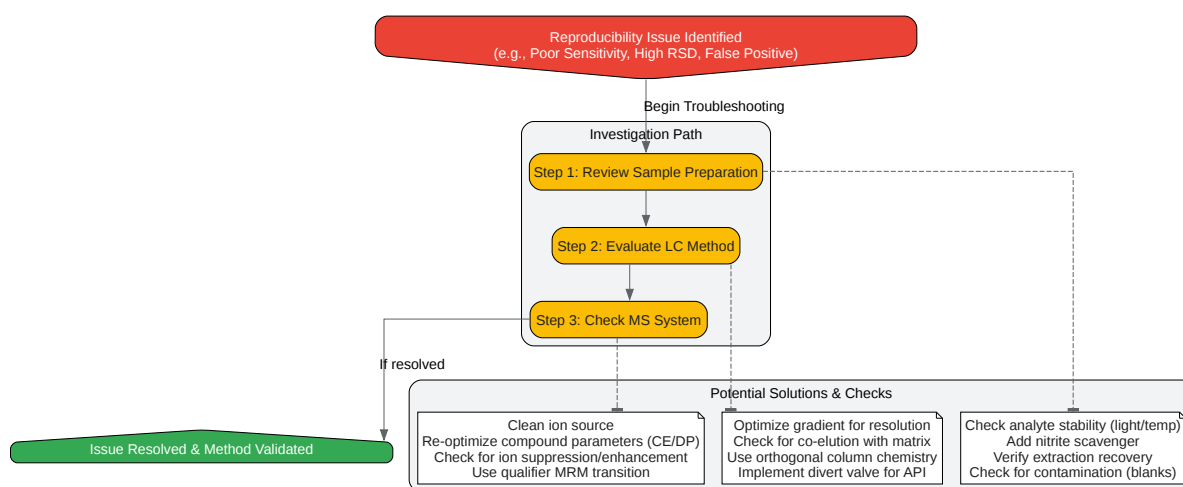 Reproducibility Issue Identified
(e.g., Poor Sensitivity, High RSD, False Positive)
Begin Troubleshooting
Investigation Path
Step 1: Review Sample Preparation
Step 2: Evaluate LC Method
Step 3: Check MS System
If resolved
Issue Resolved & Method Validated
Potential Solutions & Checks
Clean ion source
Re-optimize compound parameters (CE/DP)
Check for ion suppression/enhancement
Use qualifier MRM transition
Optimize gradient for resolution
Check for co-elution with matrix
Use orthogonal column chemistry
Implement divert valve for API
Check analyte stability (light/temp)
Add nitrite scavenger
Verify extraction recovery
Check for contamination (blanks)